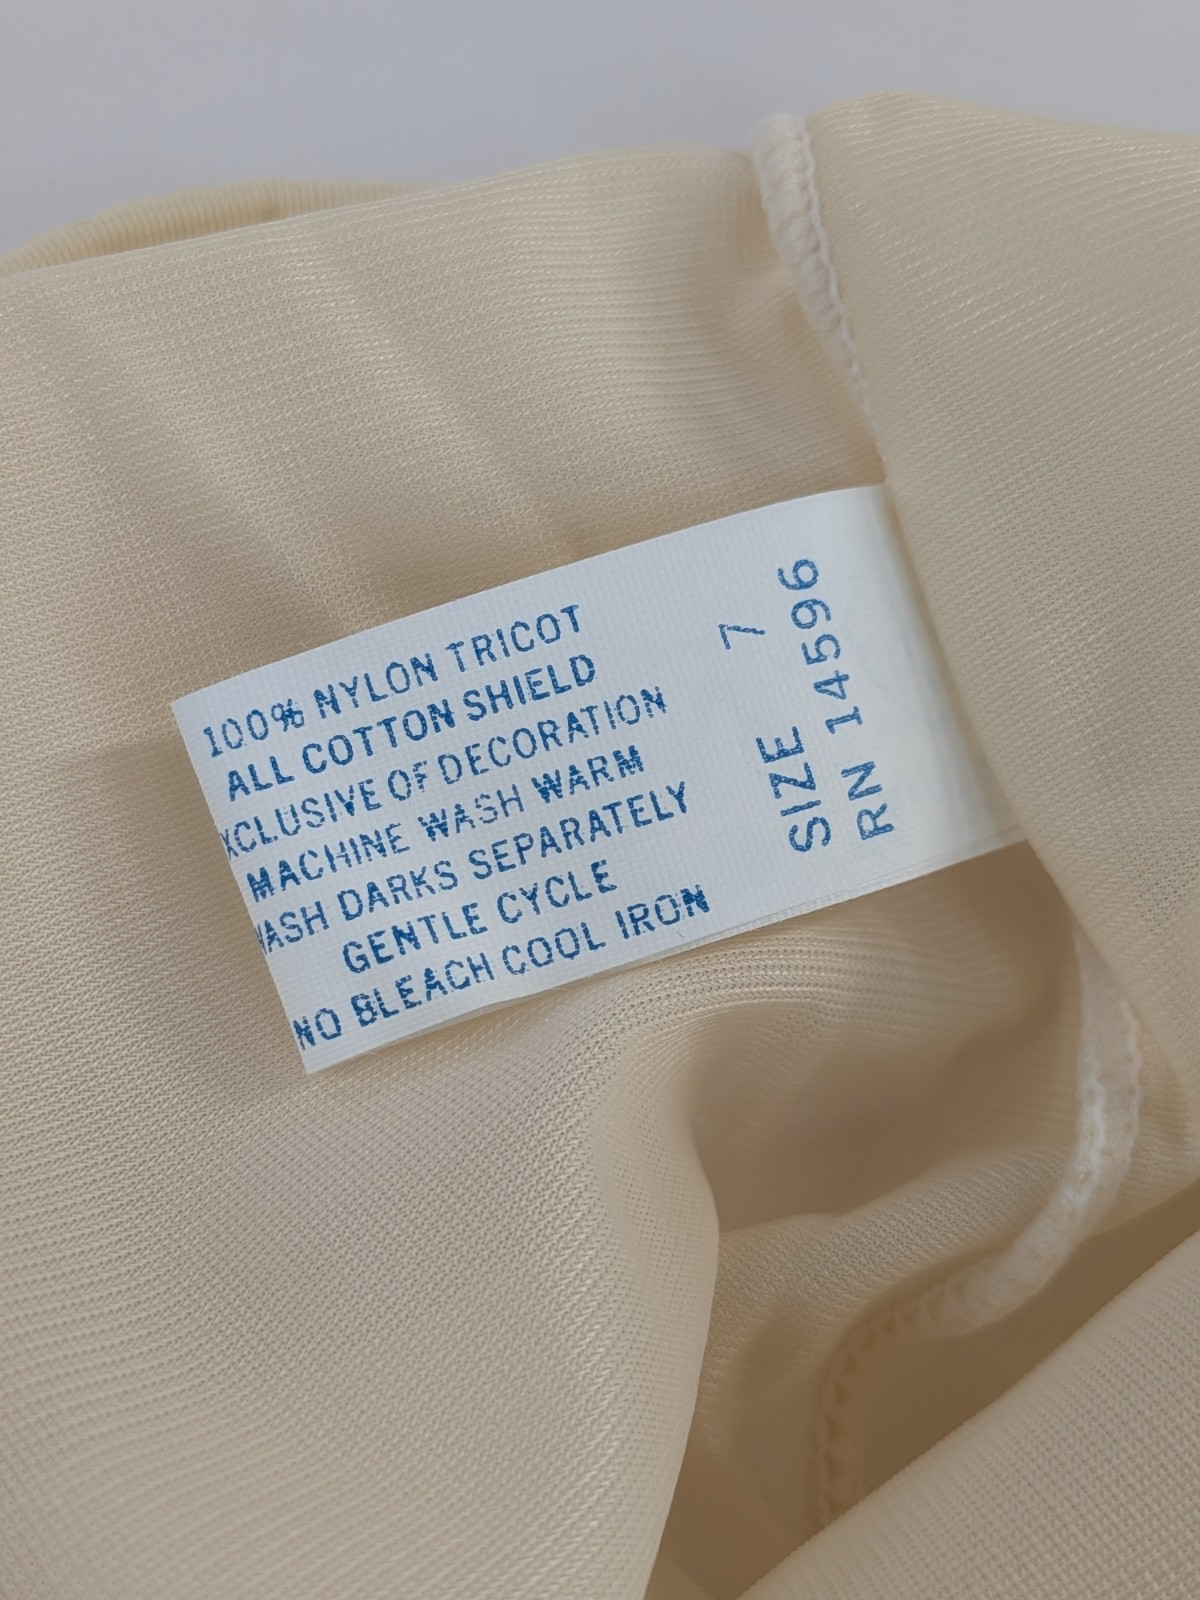 100% NYLON TRICOT
ALL COTTON SHIELD
XCLUSIVE OF DECORATION
MACHINE WASH WARM
WASH DARKS SEPARATELY
GENTLE CYCLE
NO BLEACH COOL IRON
SIZE 7
RN 14596